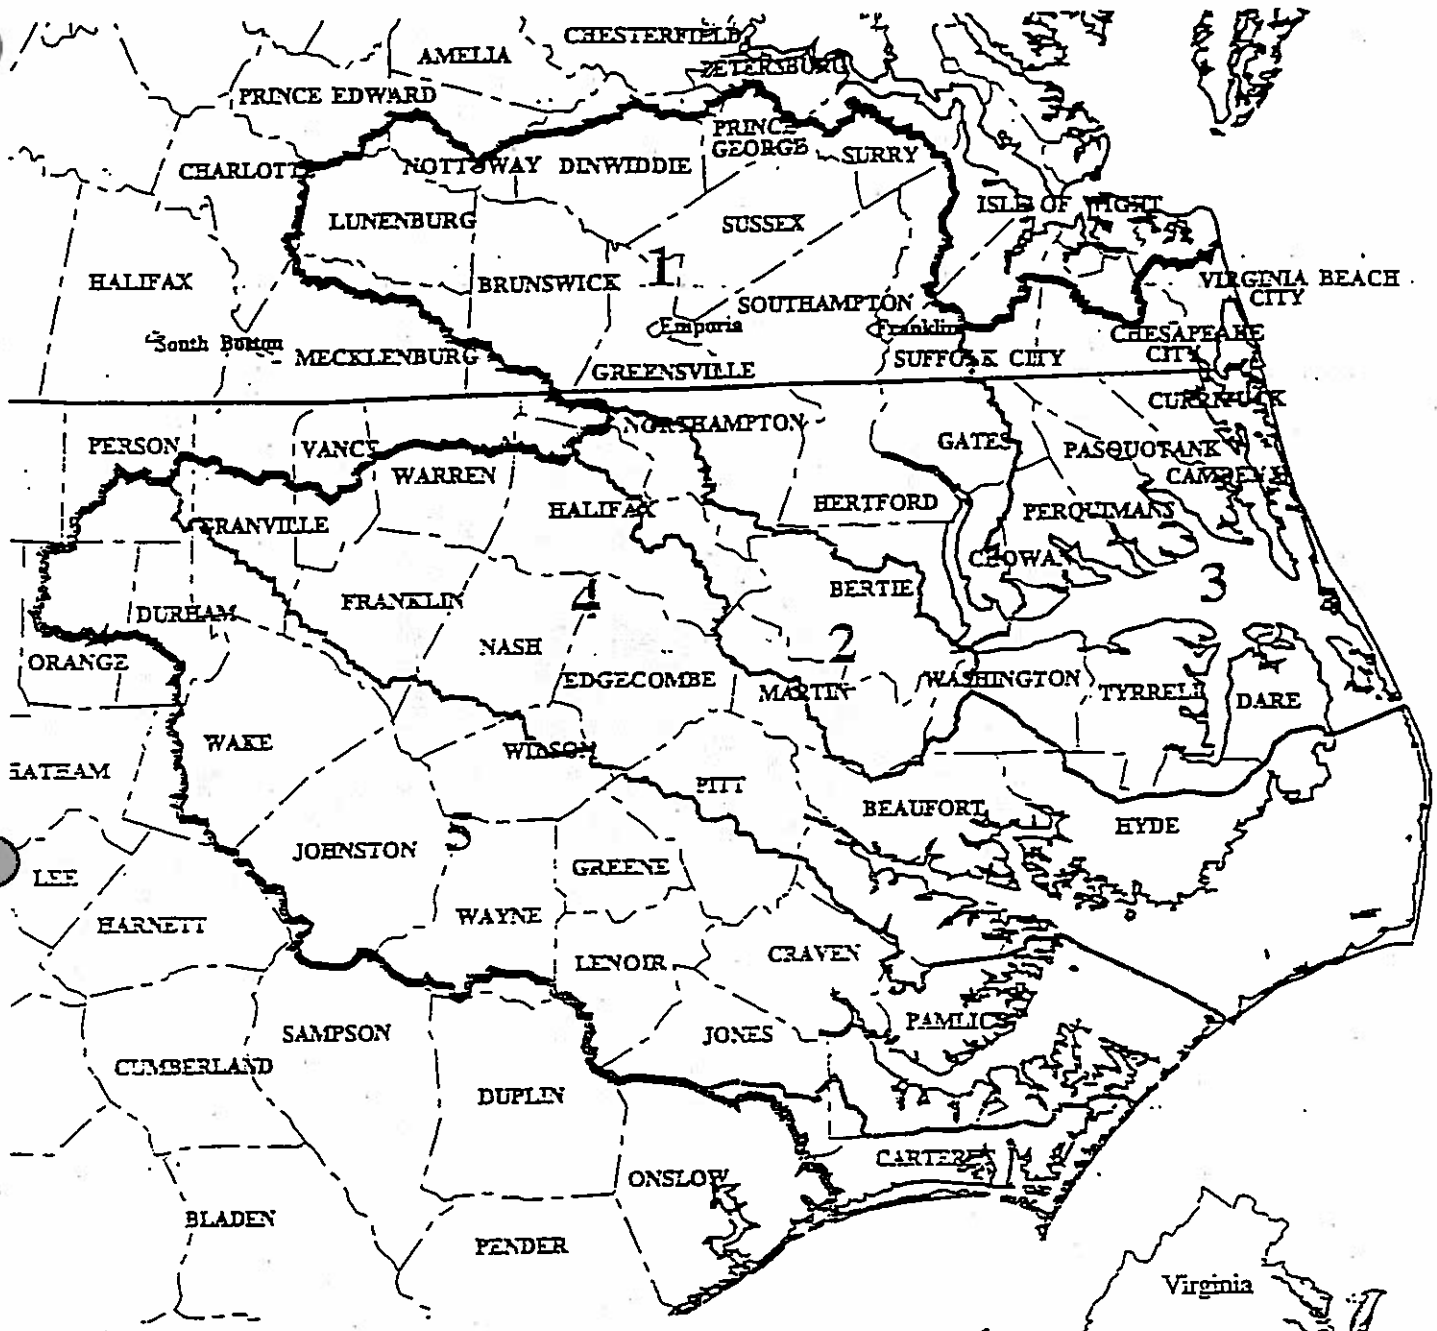 CHESTERFIELD
AMELIA
PETERSBURG
PRINCE EDWARD
PRINCE
GEORGE
SURRY
CHARLOTTE
NOTTOWAY
DINWIDDIE
ISLE OF WIGHT
LUNENBURG
SUSSEX
1
HALIFAX
BRUNSWICK
VIRGINIA BEACH
CITY
SOUTHAMPTON
Emporia
Franklin
CHESAPEAKE
CITY
South Boston
MECKLENBURG
SUFFOLK CITY
GREENSVILLE
CURRITUCK
NORTHAMPTON
PERSON
VANCE
GATES
PASQUOTANK
WARREN
CAMDEN
HALIFAX
HERTFORD
PERQUIMANS
GRANVILLE
CHOWAN
BERTIE
3
FRANKLIN
4
DURHAM
2
NASH
ORANGE
EDGECOMBE
MARTIN
WASHINGTON
TYRRELL
DARE
WAKE
WILSON
HATHAM
PITT
BEAUFORT
HYDE
5
JOHNSTON
GREENE
LEE
WAYNE
HARNETT
CRAVEN
LENOIR
PAMLICO
SAMPSON
JONES
CUMBERLAND
DUPLIN
CARTERET
ONSLOW
BLADEN
PENDER
Virginia